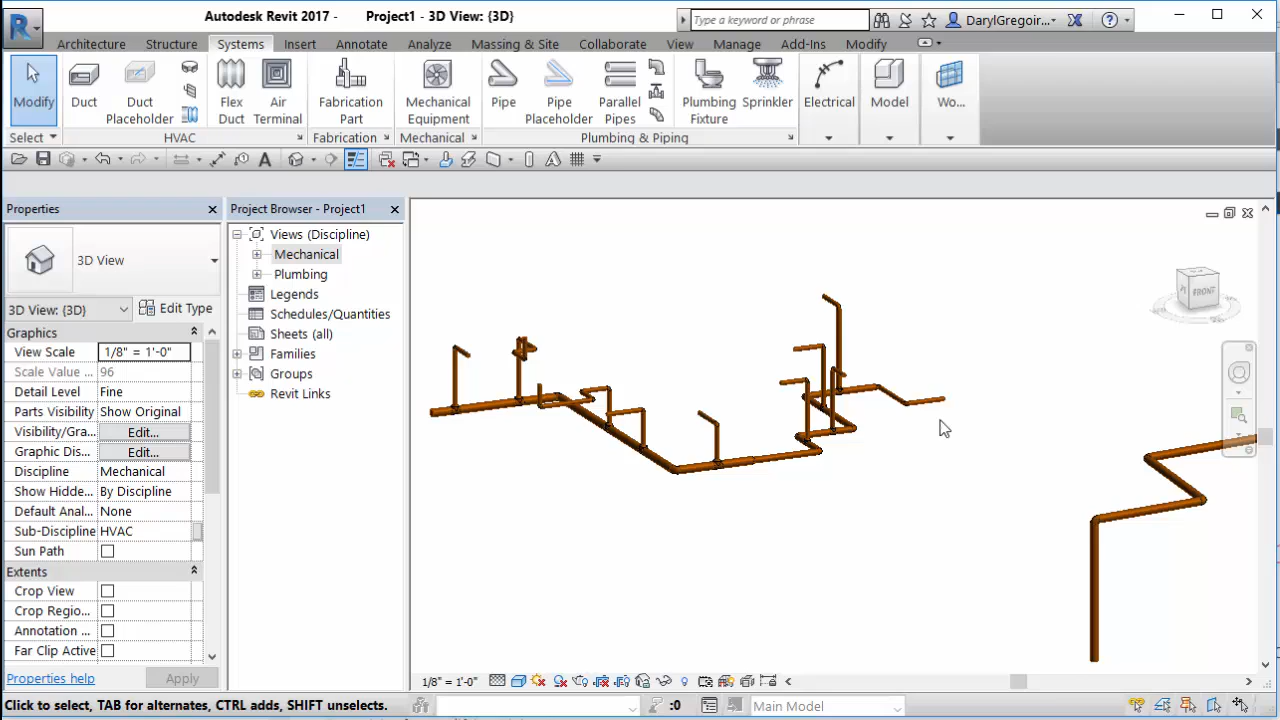 Autodesk Revit 2017 - Project1 - 3D View: {3D}
Type a keyword or phrase
DarylGregoir...
Architecture Structure Systems Insert Annotate Analyze Massing & Site Collaborate View Manage Add-Ins Modify
Modify Duct Duct Placeholder Flex Duct Air Terminal Fabrication Part Mechanical Equipment Pipe Pipe Placeholder Parallel Pipes Plumbing Fixture Sprinkler Electrical Model Wo...
Select HVAC Fabrication Mechanical Plumbing & Piping
Properties
3D View
3D View: {3D} Edit Type
Graphics
View Scale 1/8" = 1'-0"
Scale Value ... 96
Detail Level Fine
Parts Visibility Show Original
Visibility/Gra... Edit...
Graphic Dis... Edit...
Discipline Mechanical
Show Hidde... By Discipline
Default Anal... None
Sub-Discipline HVAC
Sun Path
Extents
Crop View
Crop Regio...
Annotation ...
Far Clip Active
Properties help Apply
Project Browser - Project1
Views (Discipline)
Mechanical
Plumbing
Legends
Schedules/Quantities
Sheets (all)
Families
Groups
Revit Links
FRONT
1/8" = 1'-0"
Click to select, TAB for alternates, CTRL adds, SHIFT unselects.
:0
Main Model